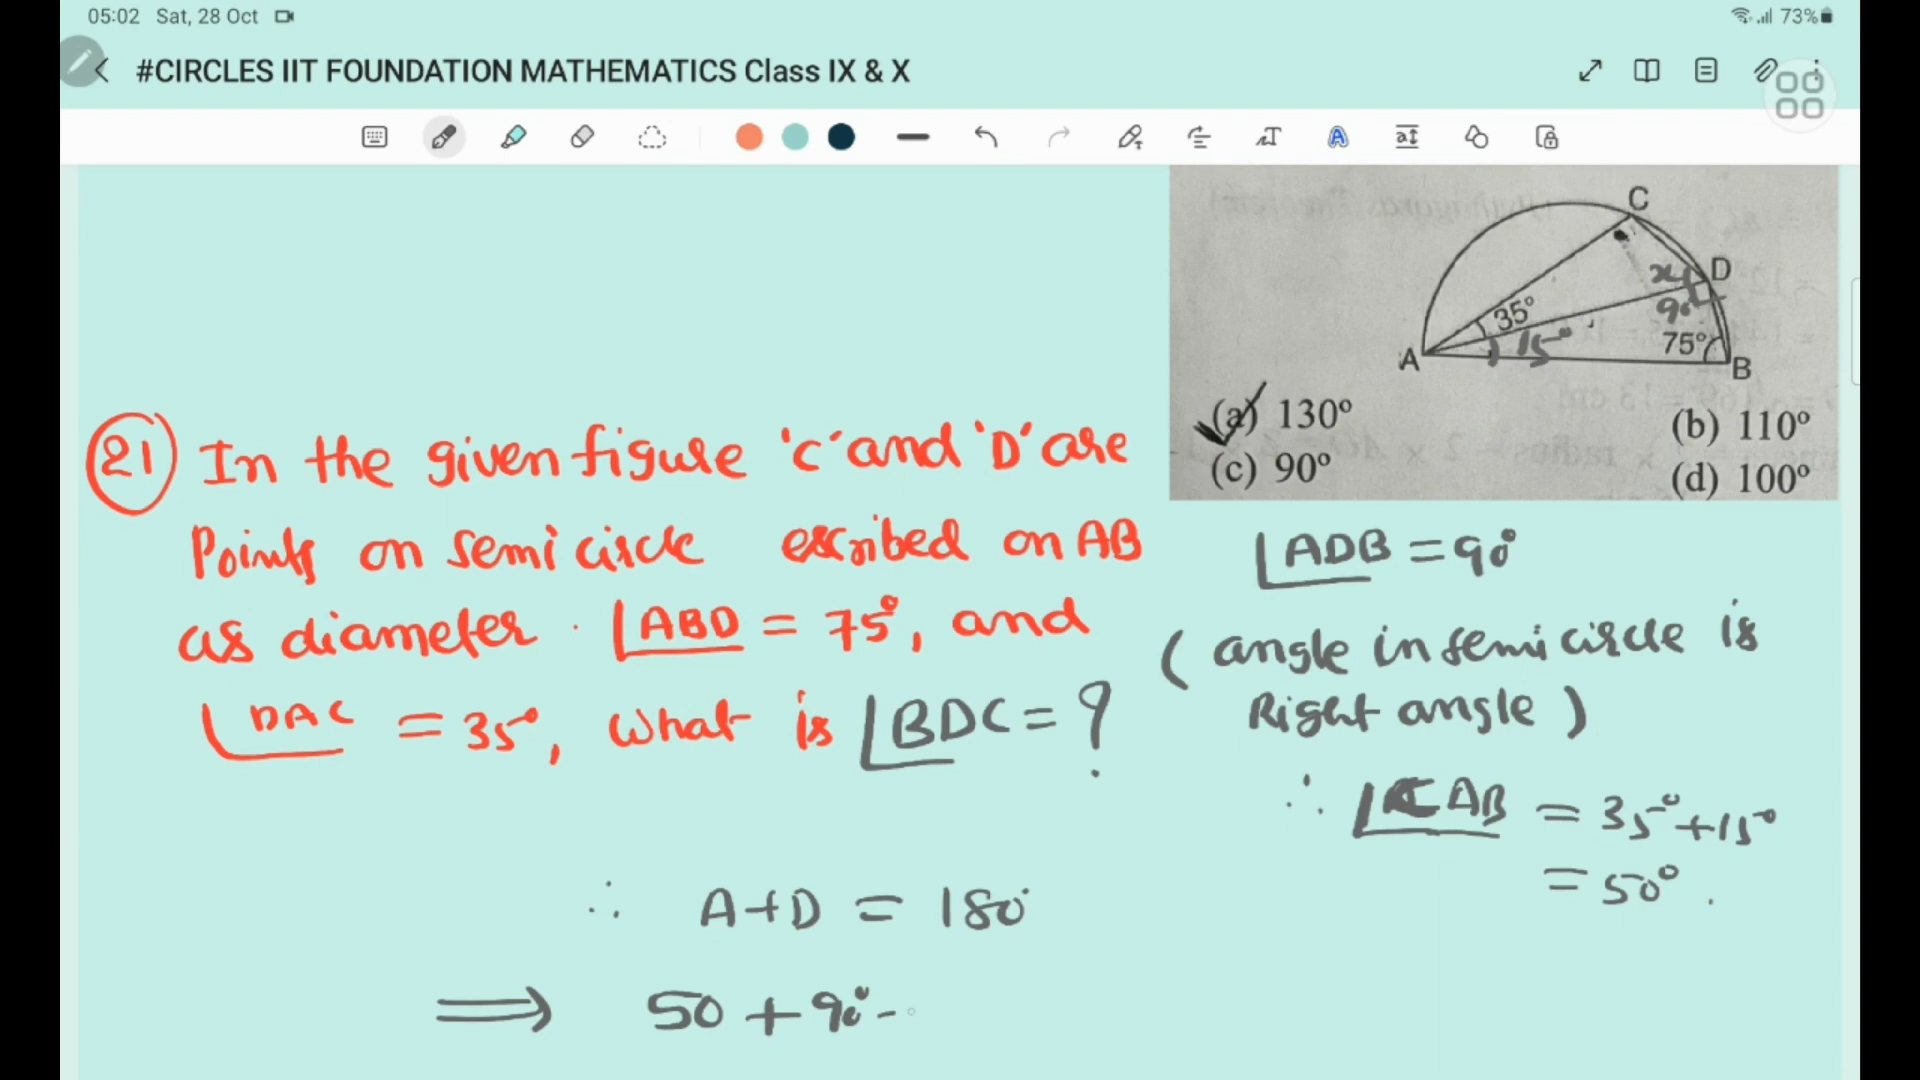 05:02 Sat, 28 Oct
73%
#CIRCLES IIT FOUNDATION MATHEMATICS Class IX & X
C
D
x
35°
90
15°
75°
A
B
(a) 130°
(b) 110°
(c) 90°
(d) 100°
(21) In the given figure 'C' and 'D' are
Points on semi circle escribed on AB
as diameter. ∠ABD = 75°, and
∠DAC = 35°, what is ∠BDC = ?
∠ADB = 90°
(angle in semi circle is
Right angle)
∴ ∠CAB = 35° + 15°
= 50°.
∴ A+D = 180°
⟹ 50 + 90° -